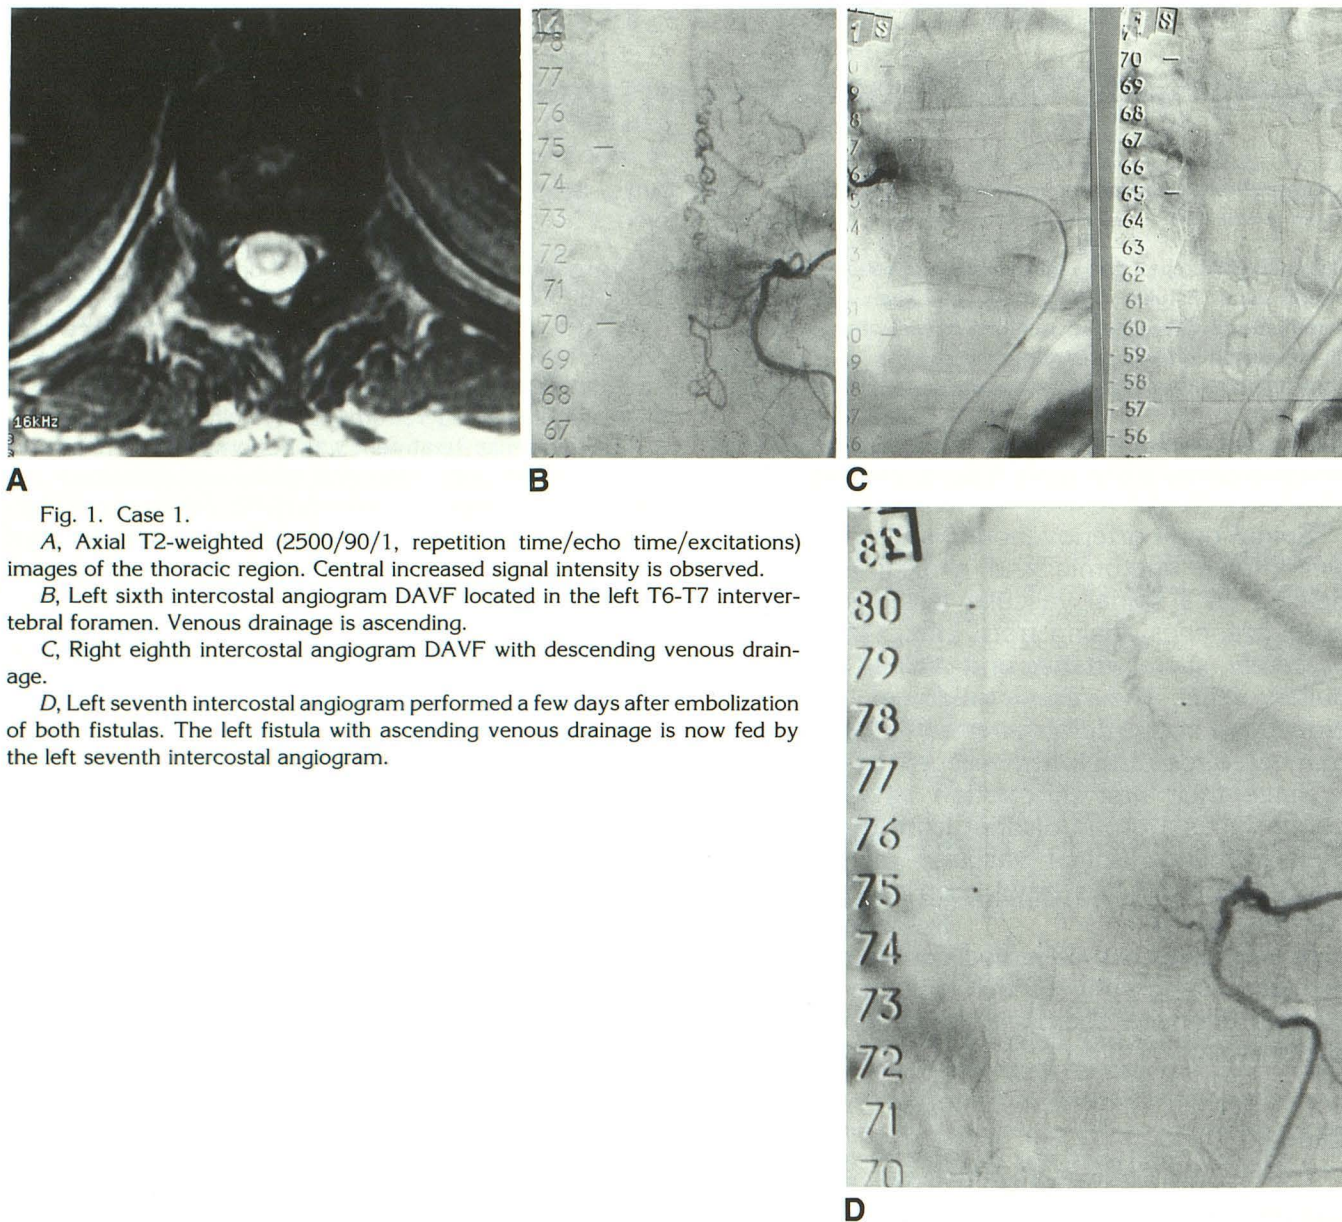 78
77
76
75
74
73
72
71
70
69
68
67
S
70
69
68
67
66
65
64
63
62
61
60
59
58
57
56
16kHz
A
B
C
Fig. 1. Case 1.
A, Axial T2-weighted (2500/90/1, repetition time/echo time/excitations)
images of the thoracic region. Central increased signal intensity is observed.
B, Left sixth intercostal angiogram DAVF located in the left T6-T7 interver-
tebral foramen. Venous drainage is ascending.
C, Right eighth intercostal angiogram DAVF with descending venous drain-
age.
D, Left seventh intercostal angiogram performed a few days after embolization
of both fistulas. The left fistula with ascending venous drainage is now fed by
the left seventh intercostal angiogram.
80
79
78
77
76
75
74
73
72
71
70
D